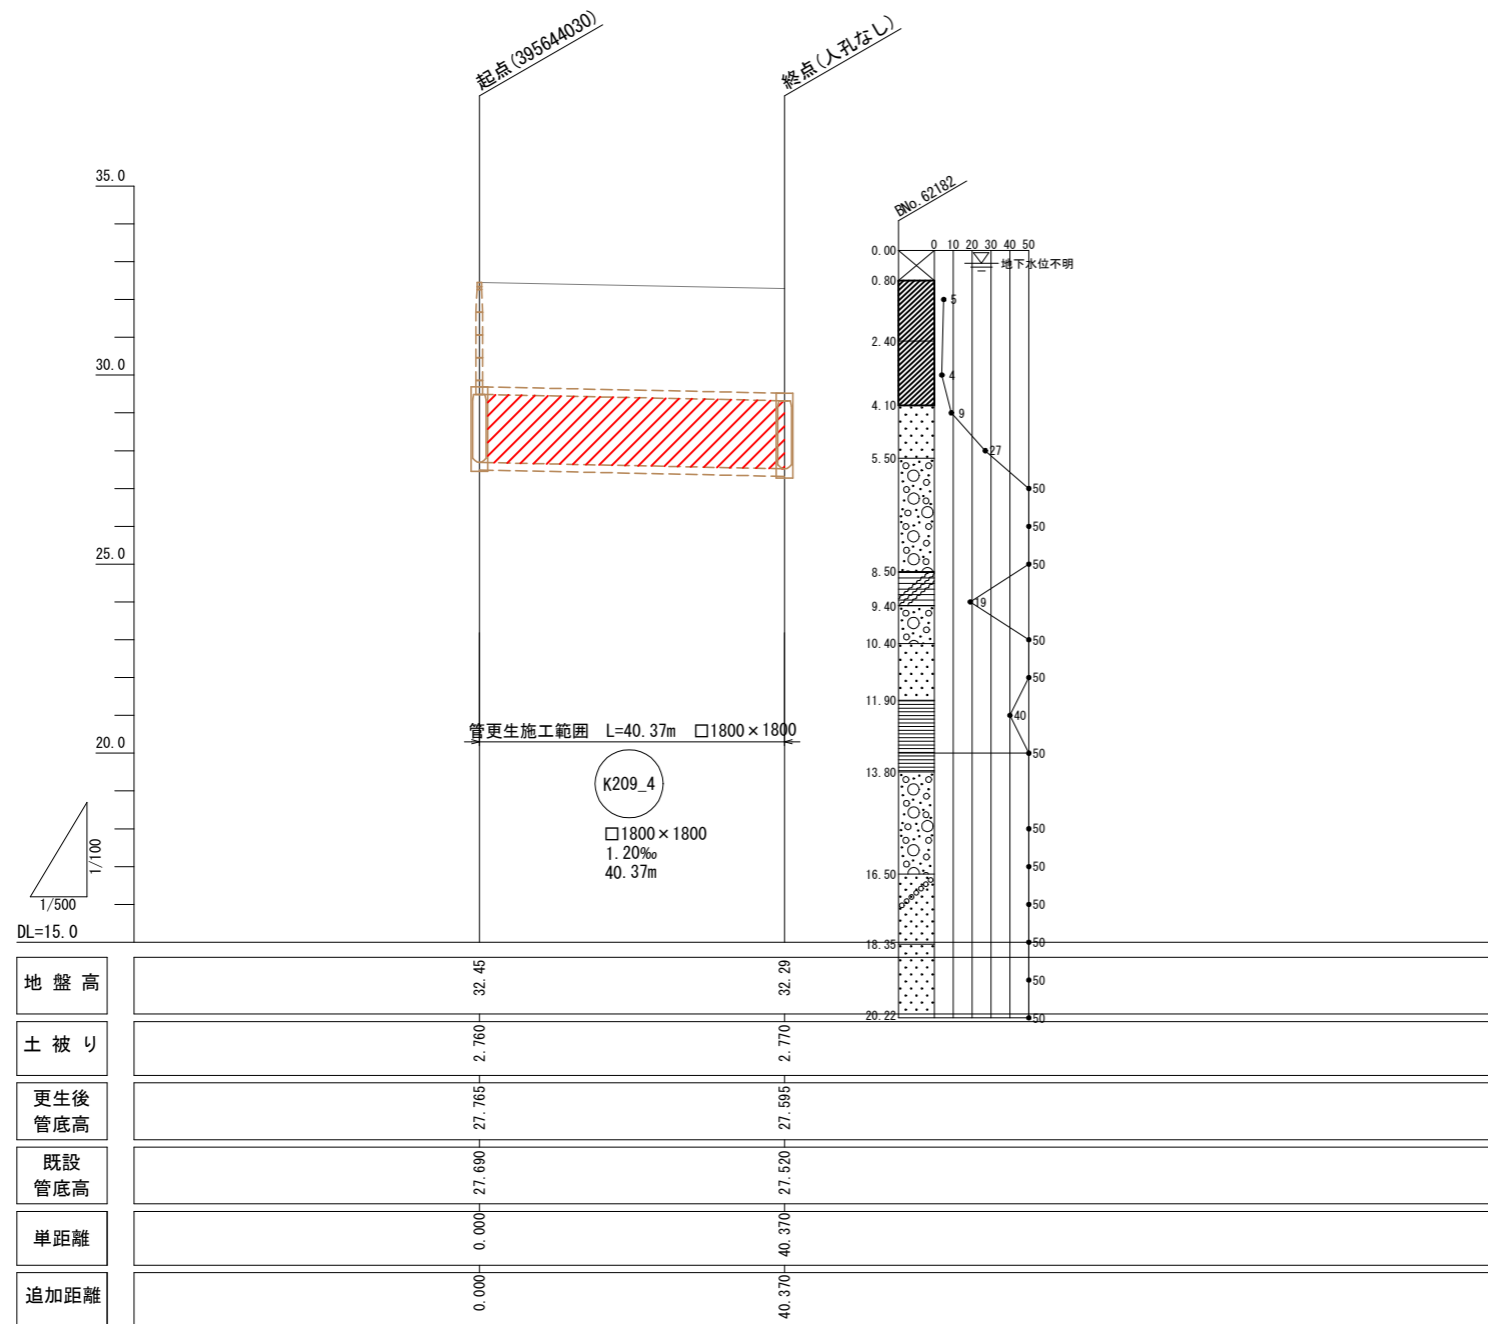 起点(395644030)
終点(人孔なし)
35.0
30.0
25.0
20.0
BNo.62182
0 10 20 30 40 50
地下水位不明
0.00
0.80
2.40
4.10
5.50
8.50
9.40
10.40
11.90
13.80
16.50
18.35
20.22
5
4
9
27
50
50
50
19
50
50
40
50
50
50
50
50
50
50
管更生施工範囲 L=40.37m □1800×1800
K209_4
□1800×1800
1.20‰
40.37m
1/100
1/500
DL=15.0
地盤高 32.45 32.29
土被り 2.760 2.770
更生後
管底高 27.765 27.595
既設
管底高 27.690 27.520
単距離 0.000 40.370
追加距離 0.000 40.370